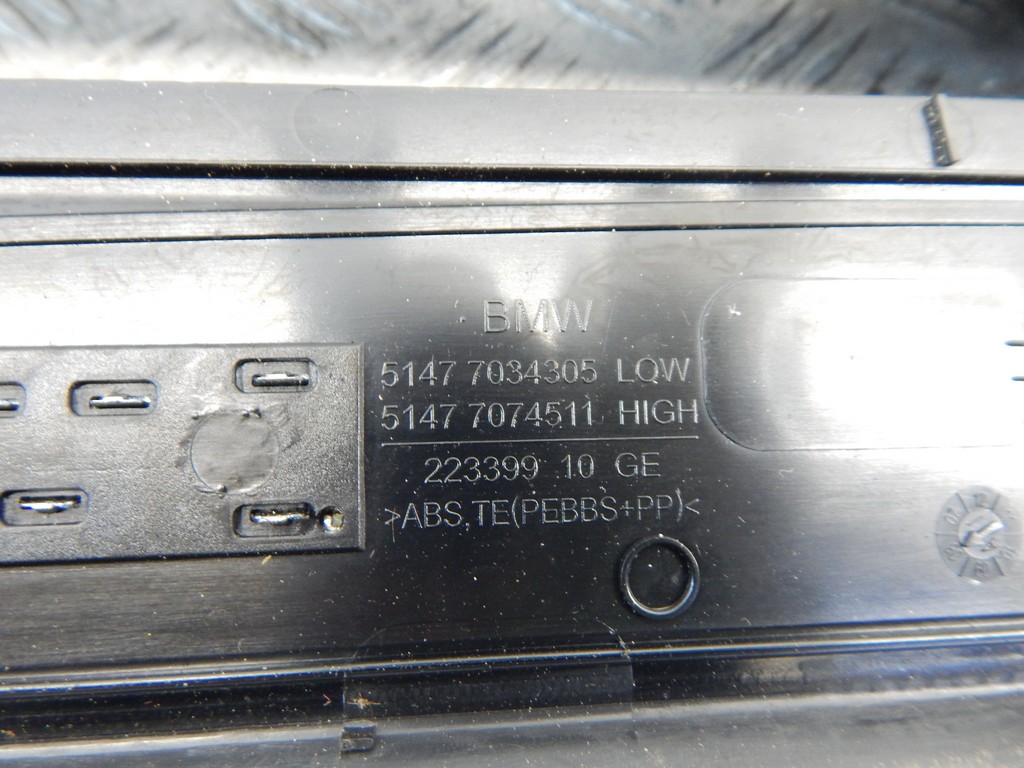 BMW
5147 7034305 LOW
5147 7074511 HIGH
223399 10 GE
>ABS,TE(PEBBS+PP)<